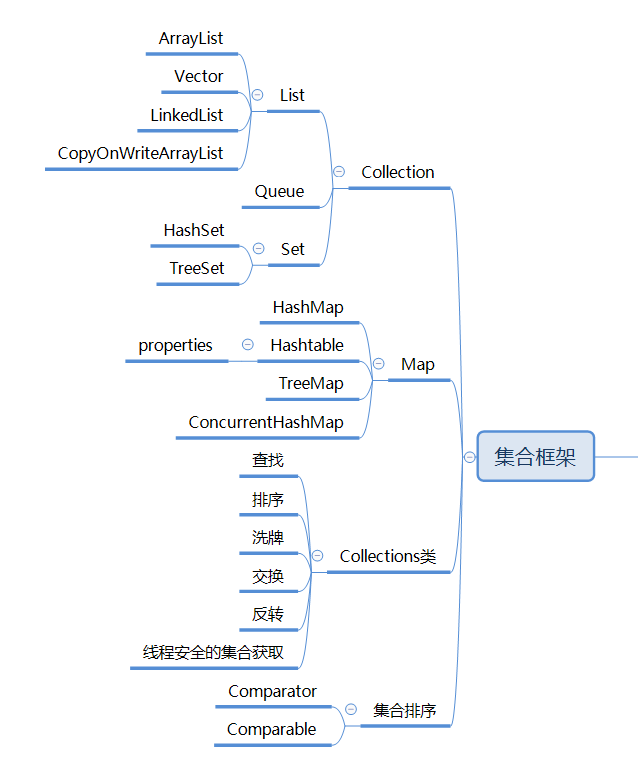 ArrayList
Vector
List
LinkedList
CopyOnWriteArrayList
Collection
Queue
HashSet
Set
TreeSet
HashMap
properties
Hashtable
Map
TreeMap
ConcurrentHashMap
集合框架
查找
排序
洗牌
Collections类
交换
反转
线程安全的集合获取
Comparator
集合排序
Comparable